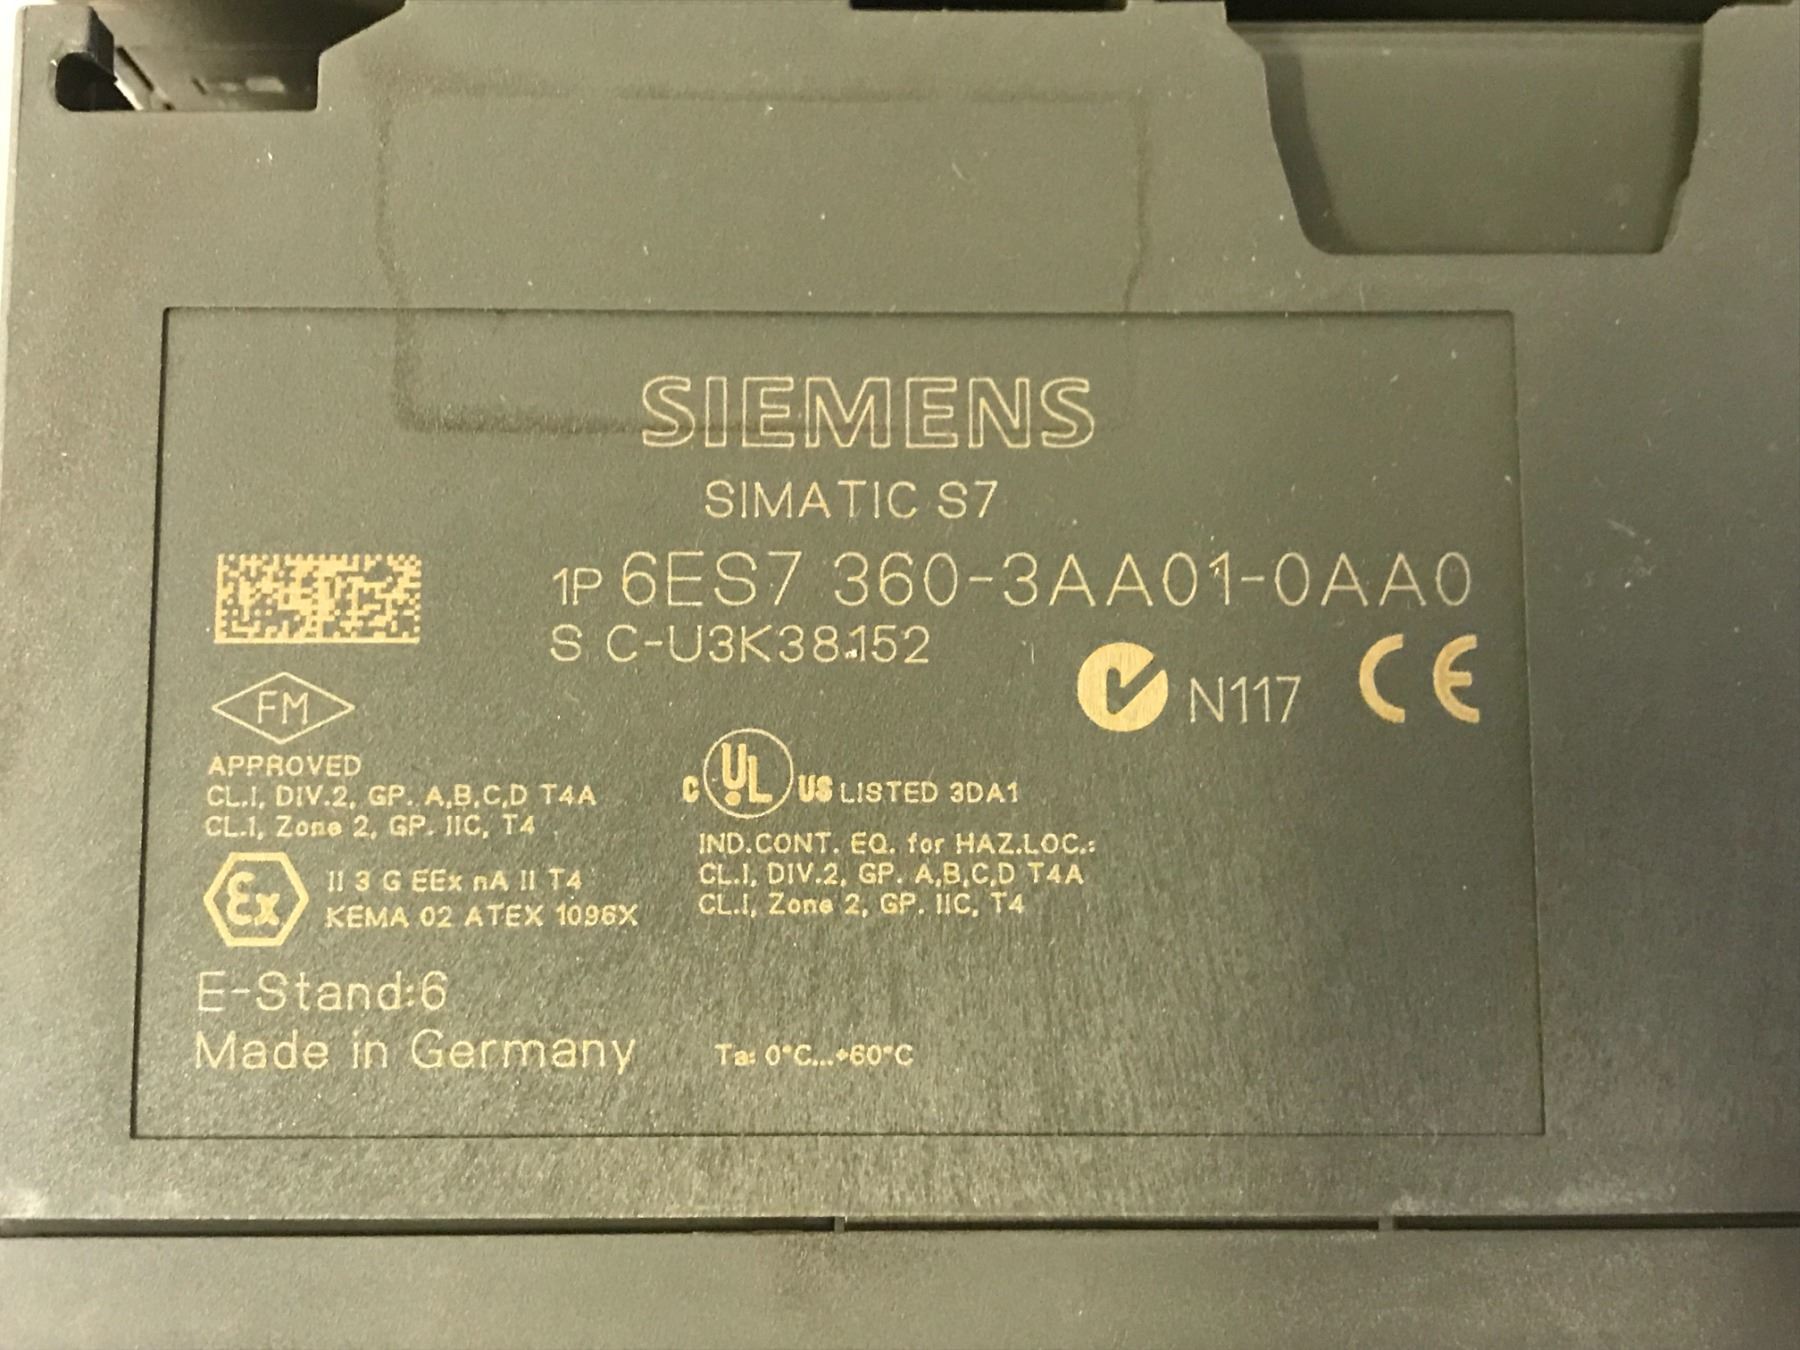 SIEMENS
SIMATIC S7
1P 6ES7 360-3AA01-0AA0
S C-U3K38152
N117 CE
FM
APPROVED
CL.I, DIV.2, GP. A,B,C,D T4A
CL.I, Zone 2, GP. IIC, T4
C UL US LISTED 3DA1
IND.CONT. EQ. for HAZ.LOC.:
CL.I, DIV.2, GP. A,B,C,D T4A
CL.I, Zone 2, GP. IIC, T4
Ex II 3 G EEx nA II T4
KEMA 02 ATEX 1096X
E-Stand:6
Made in Germany
Ta: 0°C...+60°C